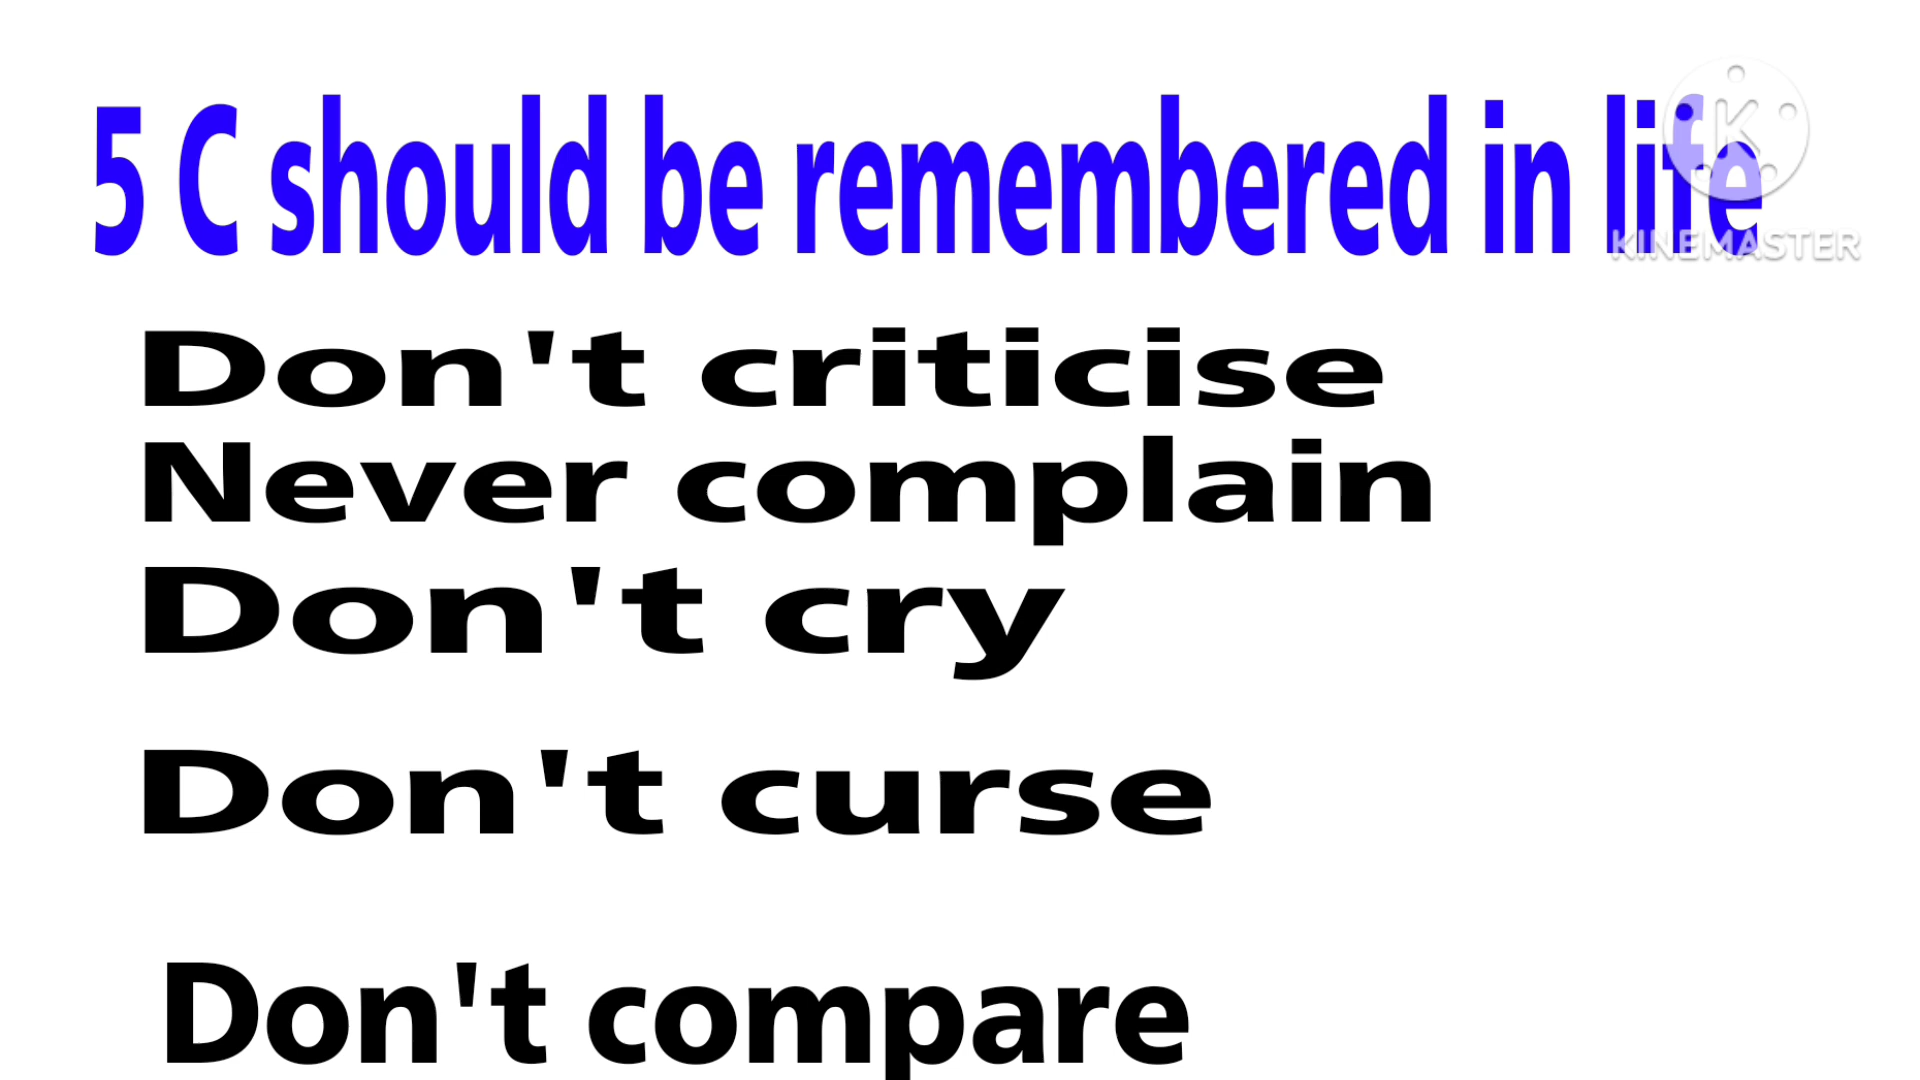 5 C should be remembered in life
K
KINEMASTER
Don't criticise
Never complain
Don't cry
Don't curse
Don't compare